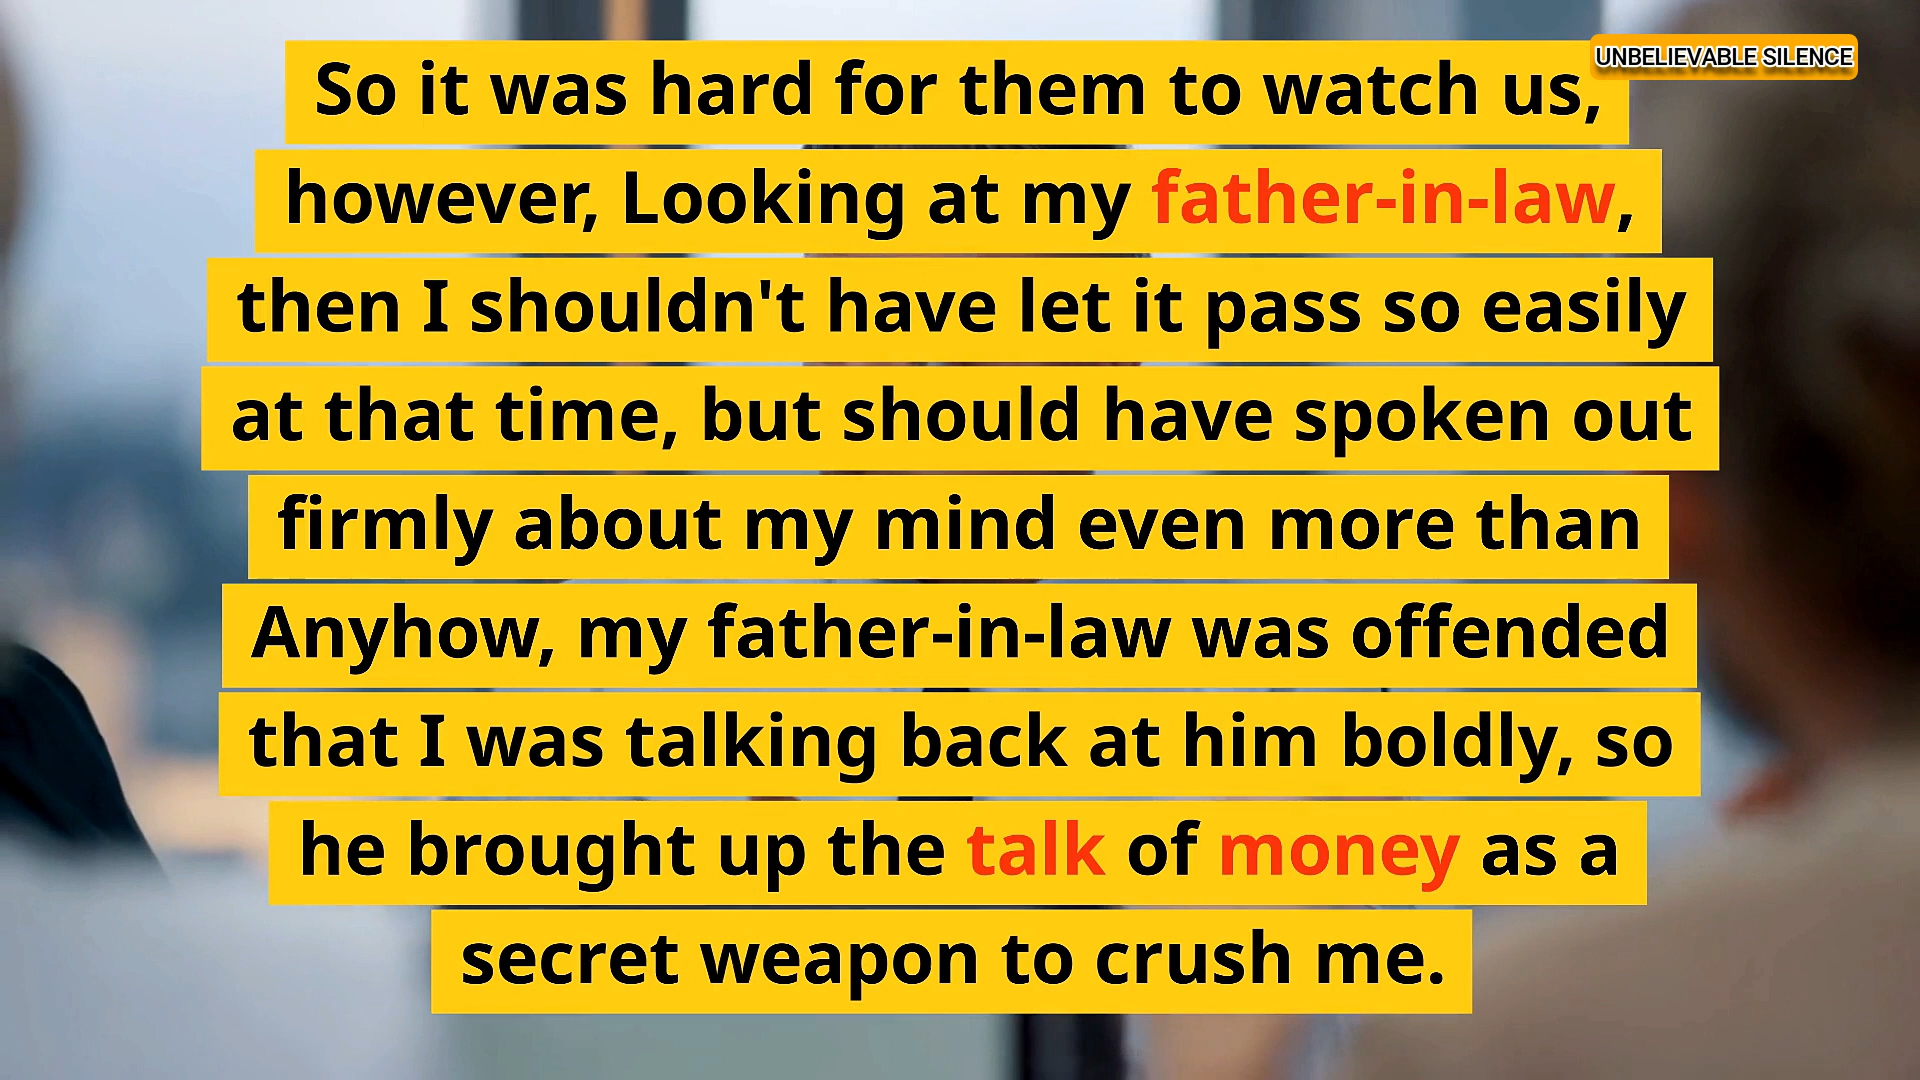 UNBELIEVABLE SILENCE
So it was hard for them to watch us,
however, Looking at my father-in-law,
then I shouldn't have let it pass so easily
at that time, but should have spoken out
firmly about my mind even more than
Anyhow, my father-in-law was offended
that I was talking back at him boldly, so
he brought up the talk of money as a
secret weapon to crush me.